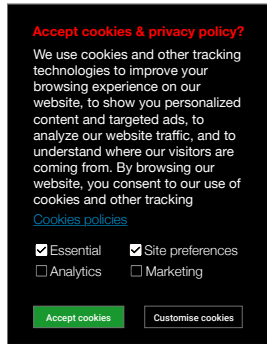 Accept cookies & privacy policy?
We use cookies and other tracking
technologies to improve your
browsing experience on our
website, to show you personalized
content and targeted ads, to
analyze our website traffic, and to
understand where our visitors are
coming from. By browsing our
website, you consent to our use of
cookies and other tracking
Cookies policies
Essential Site preferences
Analytics Marketing
Accept cookies Customise cookies